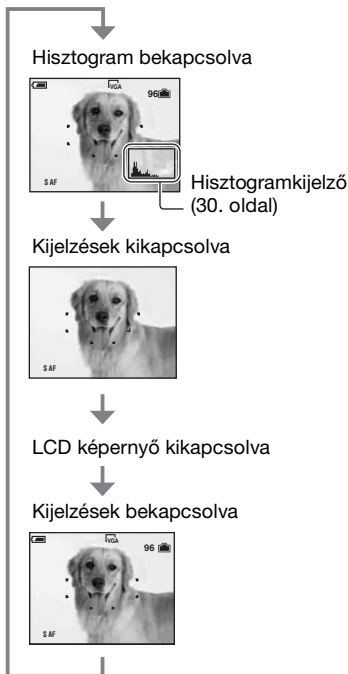 Hisztogram bekapcsolva
VGA
96
S AF
Hisztogramkijelző
(30. oldal)
Kijelzések kikapcsolva
S AF
LCD képernyő kikapcsolva
Kijelzések bekapcsolva
VGA
96
S AF